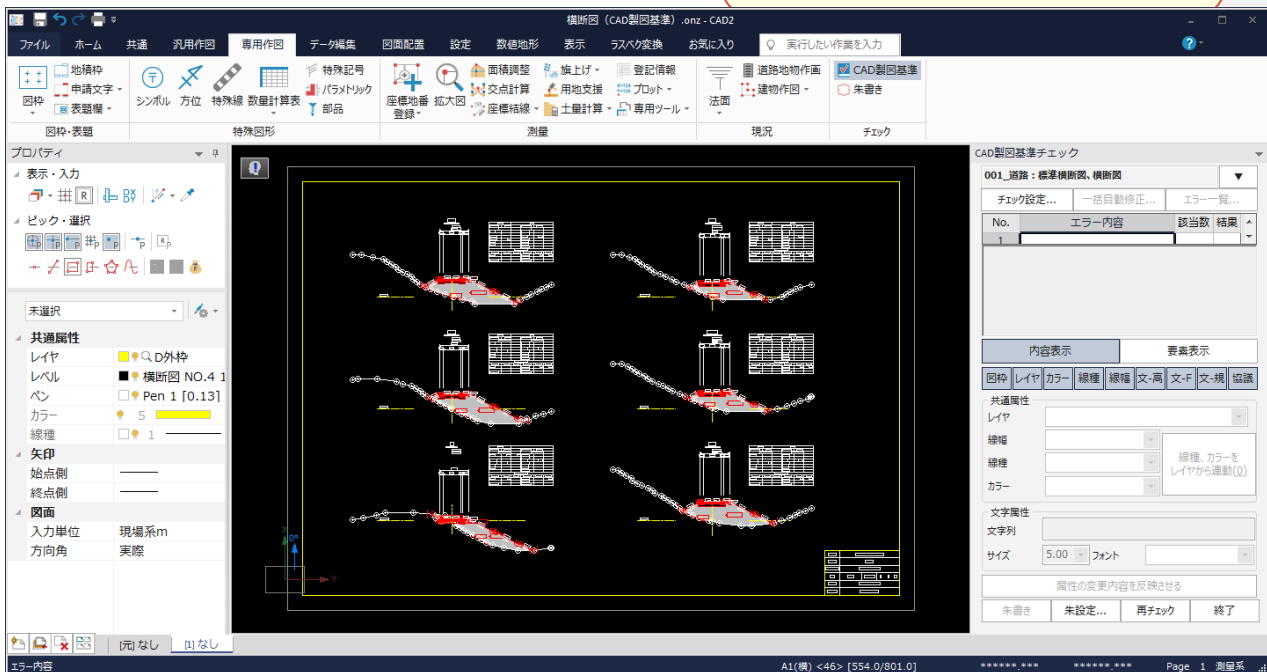 横断図（CAD製図基準）.onz - CAD2
ファイル ホーム 共通 汎用作図 専用作図 データ編集 図面配置 設定 数値地形 表示 ラスベク変換 お気に入り 実行したい作業を入力
地積枠 特殊記号 面積調整 旗上げ 登記情報 道路地物作画 CAD製図基準
申請文字 パラメトリック 交点計算 用地支援 プロット 建物作図 朱書き
図枠 表題欄 シンボル 方位 特殊線 数量計算表 部品 座標地番登録 拡大図 座標結線 土量計算 専用ツール 法面
図枠・表題 特殊図形 測量 現況 チェック
プロパティ
表示・入力
ピック・選択
未選択
共通属性
レイヤ D外枠
レベル 横断図 NO.4 1
ペン Pen 1 [0.13]
カラー 5
線種 1
矢印
始点側
終点側
図面
入力単位 現場系m
方向角 実際
X
0°
Y
CAD製図基準チェック
001_道路：標準横断図、横断図
チェック設定... 一括自動修正... エラー一覧...
No. エラー内容 該当数 結果
1
内容表示 要素表示
図枠 レイヤ カラー 線種 線幅 文-高 文-F 文-規 協議
共通属性
レイヤ
線幅
線種
カラー
線種、カラーを
レイヤから連動(O)
文字属性
文字列
サイズ 5.00 フォント
属性の変更内容を反映させる
朱書き 朱設定... 再チェック 終了
[元] なし [1] なし
エラー内容 A1(横) <46> [554.0/801.0] ******.*** ******.*** Page 1 測量系